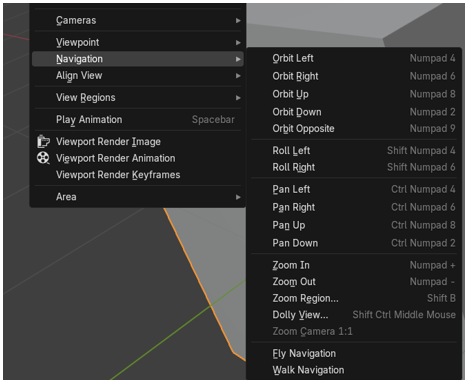 Cameras
Viewpoint
Navigation
Align View
View Regions
Play Animation Spacebar
Viewport Render Image
Viewport Render Animation
Viewport Render Keyframes
Area
Orbit Left Numpad 4
Orbit Right Numpad 6
Orbit Up Numpad 8
Orbit Down Numpad 2
Orbit Opposite Numpad 9
Roll Left Shift Numpad 4
Roll Right Shift Numpad 6
Pan Left Ctrl Numpad 4
Pan Right Ctrl Numpad 6
Pan Up Ctrl Numpad 8
Pan Down Ctrl Numpad 2
Zoom In Numpad +
Zoom Out Numpad -
Zoom Region... Shift B
Dolly View... Shift Ctrl Middle Mouse
Zoom Camera 1:1
Fly Navigation
Walk Navigation